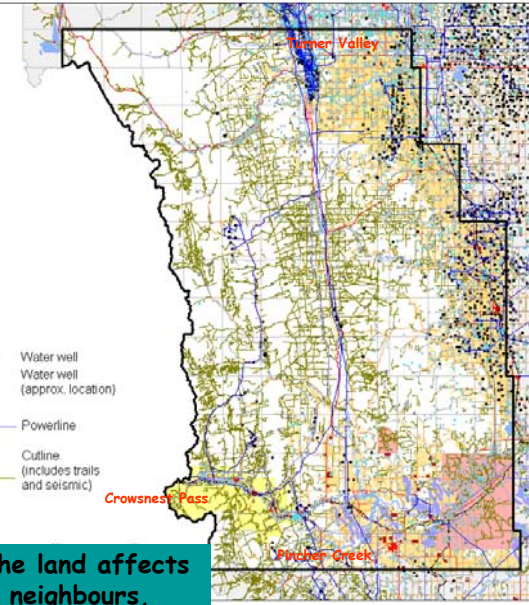 Turner Valley
Water well
Water well
(approx. location)
Powerline
Cutline
(includes trails
and seismic)
Crowsnest Pass
Pincher Creek
he land affects
neighbours,